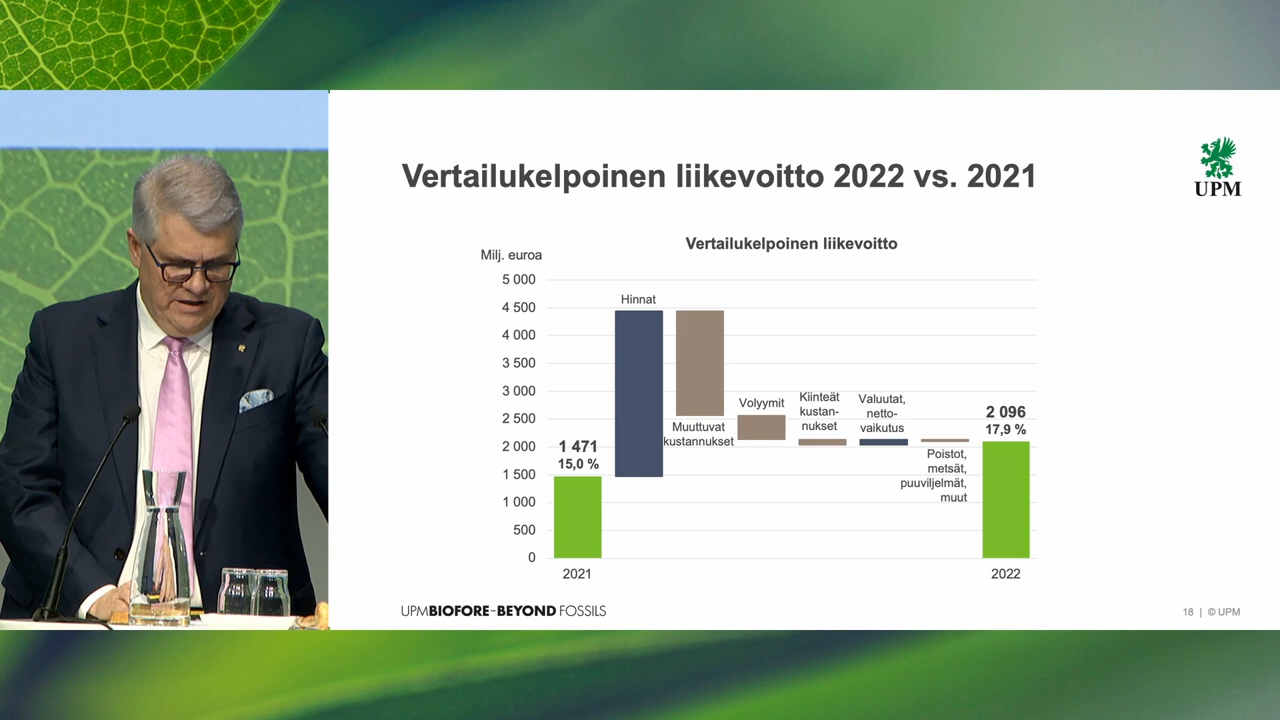 Vertailukelpoinen liikevoitto 2022 vs. 2021
UPM
Vertailukelpoinen liikevoitto
Milj. euroa
5 000
4 500
4 000
3 500
3 000
2 500
2 000
1 500
1 000
500
0
1 471
15,0 %
Hinnat
Muuttuvat
kustannukset
Volyymit
Kiinteät
kustan-
nukset
Valuutat,
netto-
vaikutus
Poistot,
metsät,
puuviljelmät,
muut
2 096
17,9 %
2021
2022
UPM BIOFORE–BEYOND FOSSILS
18 | © UPM